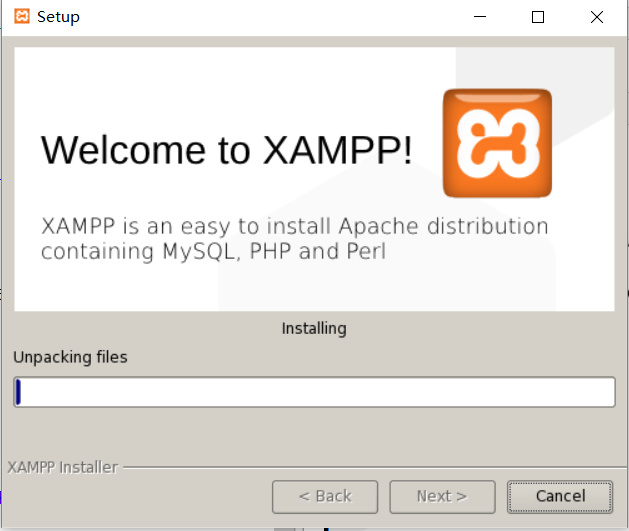 Setup
Welcome to XAMPP!
XAMPP is an easy to install Apache distribution
containing MySQL, PHP and Perl
Installing
Unpacking files
XAMPP Installer
< Back
Next >
Cancel